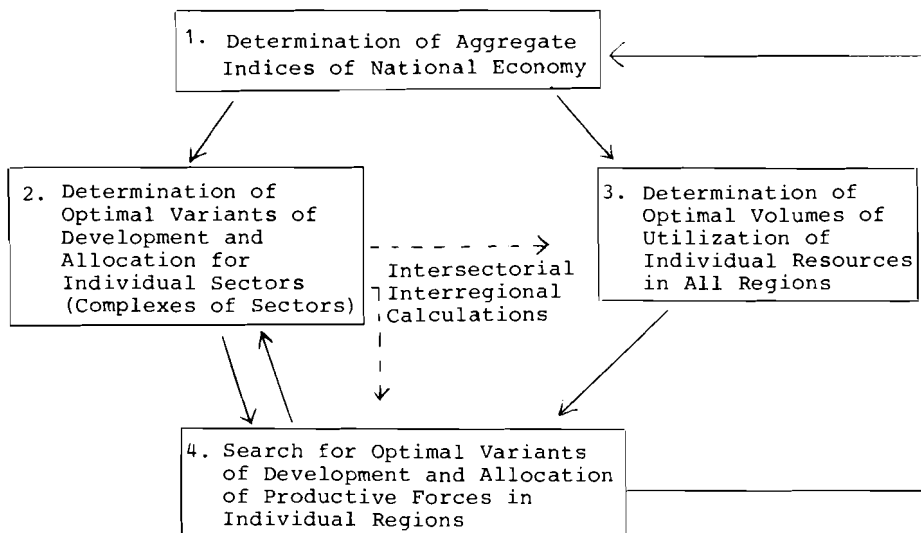 1. Determination of Aggregate
Indices of National Economy
2. Determination of
Optimal Variants of
Development and
Allocation for
Individual Sectors
(Complexes of Sectors)
Intersectorial
Interregional
Calculations
3. Determination of
Optimal Volumes of
Utilization of
Individual Resources
in All Regions
4. Search for Optimal Variants
of Development and Allocation
of Productive Forces in
Individual Regions